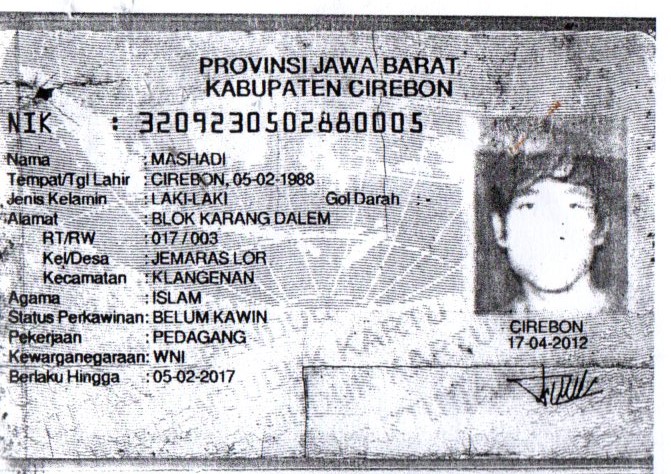 PROVINSI JAWA BARAT
KABUPATEN CIREBON
NIK : 3209230502880005
Nama : MASHADI
Tempat/Tgl Lahir : CIREBON, 05-02-1988
Jenis Kelamin : LAKI-LAKI Gol Darah : -
Alamat : BLOK KARANG DALEM
RT/RW : 017 / 003
Kel/Desa : JEMARAS LOR
Kecamatan : KLANGENAN
Agama : ISLAM
Status Perkawinan: BELUM KAWIN
Pekerjaan : PEDAGANG
Kewarganegaraan: WNI
Berlaku Hingga : 05-02-2017
CIREBON
17-04-2012